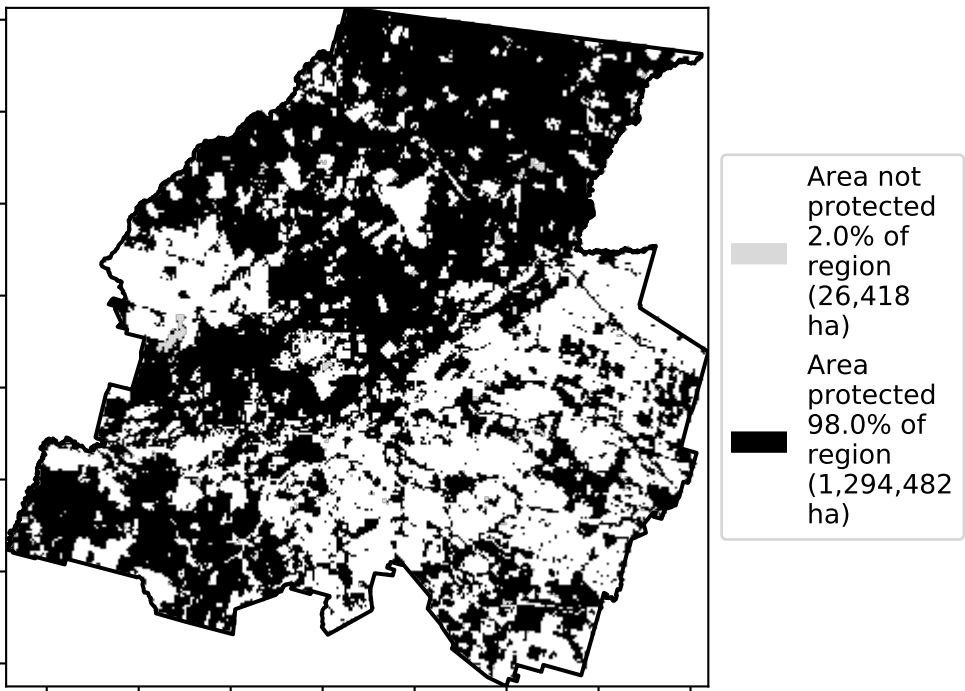 Area not
protected
2.0% of
region
(26,418
ha)
Area
protected
98.0% of
region
(1,294,482
ha)